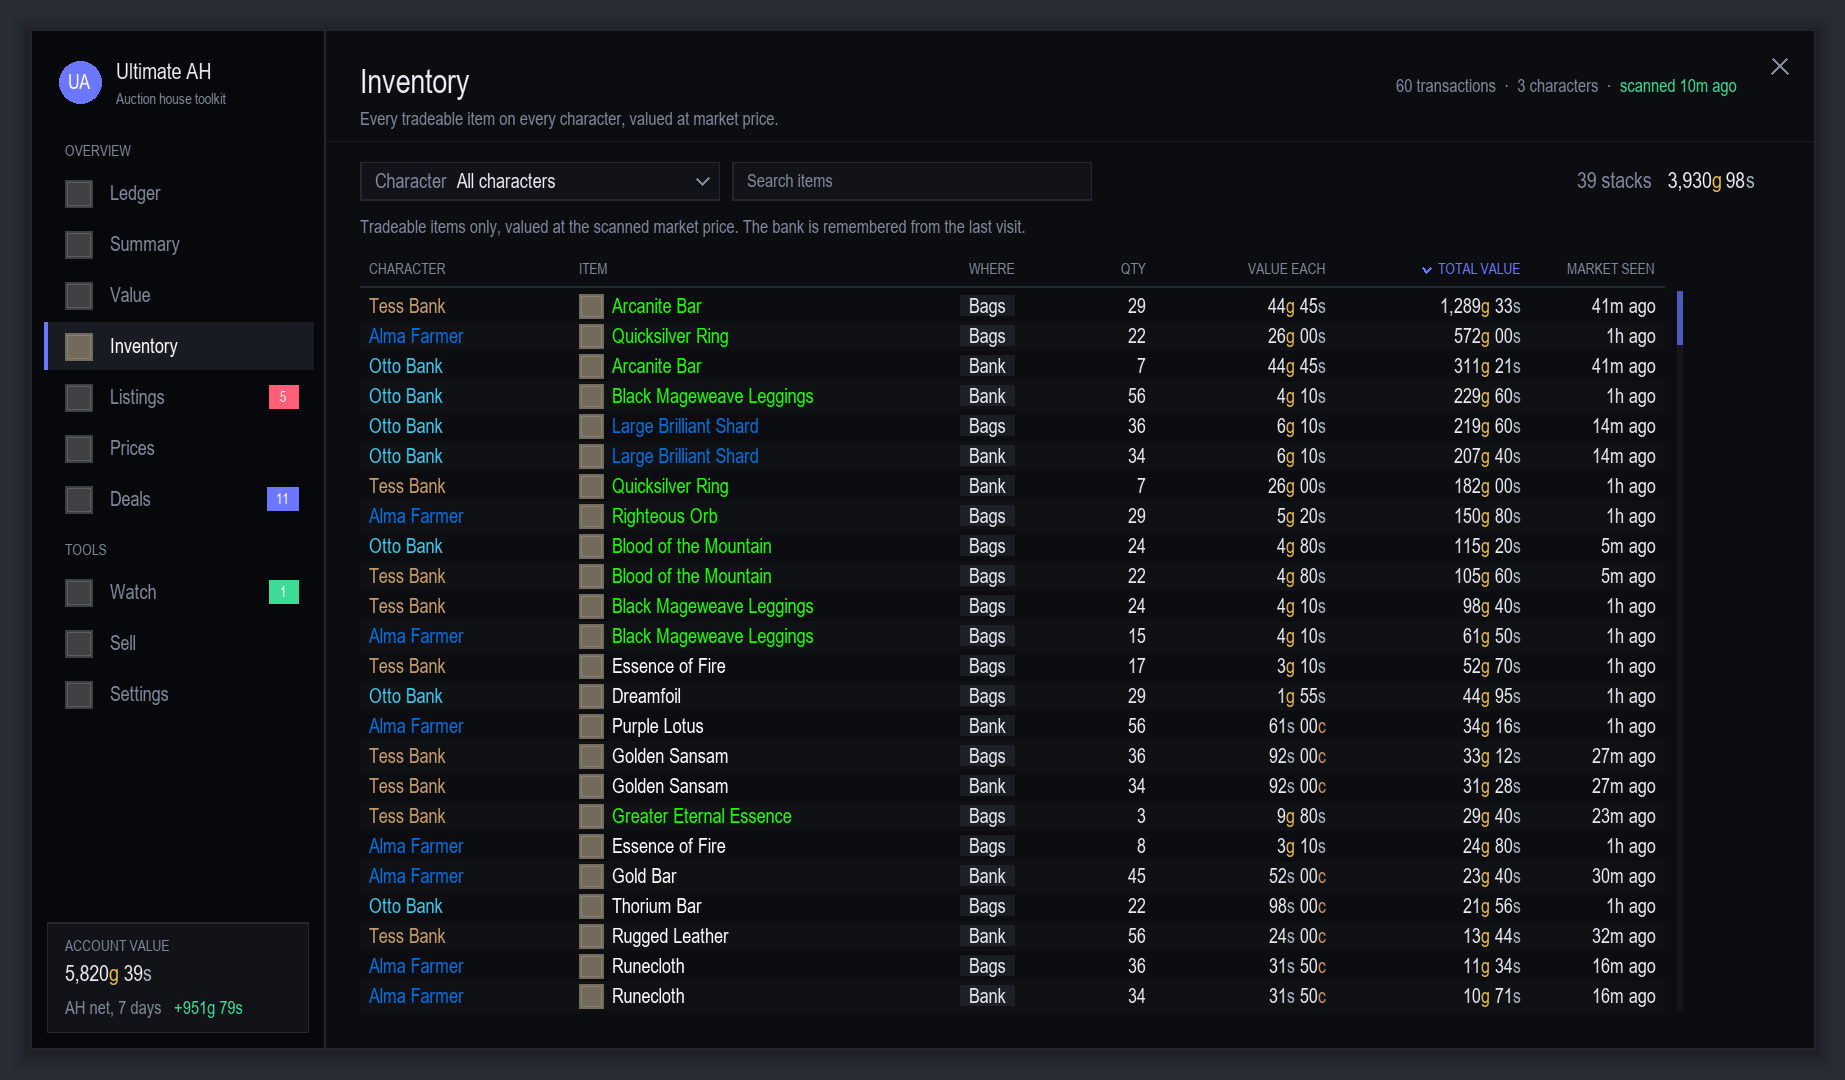 UA
Ultimate AH
Auction house toolkit
OVERVIEW
Ledger
Summary
Value
Inventory
Listings 5
Prices
Deals 11
TOOLS
Watch 1
Sell
Settings
ACCOUNT VALUE
5,820g 39s
AH net, 7 days +951g 79s
Inventory
Every tradeable item on every character, valued at market price.
60 transactions · 3 characters · scanned 10m ago
Character All characters
Search items
39 stacks 3,930g 98s
Tradeable items only, valued at the scanned market price. The bank is remembered from the last visit.
CHARACTER ITEM WHERE QTY VALUE EACH TOTAL VALUE MARKET SEEN
Tess Bank Arcanite Bar Bags 29 44g 45s 1,289g 33s 41m ago
Alma Farmer Quicksilver Ring Bags 22 26g 00s 572g 00s 1h ago
Otto Bank Arcanite Bar Bank 7 44g 45s 311g 21s 41m ago
Otto Bank Black Mageweave Leggings Bank 56 4g 10s 229g 60s 1h ago
Otto Bank Large Brilliant Shard Bags 36 6g 10s 219g 60s 14m ago
Otto Bank Large Brilliant Shard Bank 34 6g 10s 207g 40s 14m ago
Tess Bank Quicksilver Ring Bank 7 26g 00s 182g 00s 1h ago
Alma Farmer Righteous Orb Bags 29 5g 20s 150g 80s 1h ago
Otto Bank Blood of the Mountain Bags 24 4g 80s 115g 20s 5m ago
Tess Bank Blood of the Mountain Bags 22 4g 80s 105g 60s 5m ago
Tess Bank Black Mageweave Leggings Bags 24 4g 10s 98g 40s 1h ago
Alma Farmer Black Mageweave Leggings Bags 15 4g 10s 61g 50s 1h ago
Tess Bank Essence of Fire Bags 17 3g 10s 52g 70s 1h ago
Otto Bank Dreamfoil Bags 29 1g 55s 44g 95s 1h ago
Alma Farmer Purple Lotus Bank 56 61s 00c 34g 16s 1h ago
Tess Bank Golden Sansam Bags 36 92s 00c 33g 12s 27m ago
Tess Bank Golden Sansam Bank 34 92s 00c 31g 28s 27m ago
Tess Bank Greater Eternal Essence Bags 3 9g 80s 29g 40s 23m ago
Alma Farmer Essence of Fire Bags 8 3g 10s 24g 80s 1h ago
Alma Farmer Gold Bar Bank 45 52s 00c 23g 40s 30m ago
Otto Bank Thorium Bar Bags 22 98s 00c 21g 56s 1h ago
Tess Bank Rugged Leather Bank 56 24s 00c 13g 44s 32m ago
Alma Farmer Runecloth Bags 36 31s 50c 11g 34s 16m ago
Alma Farmer Runecloth Bank 34 31s 50c 10g 71s 16m ago